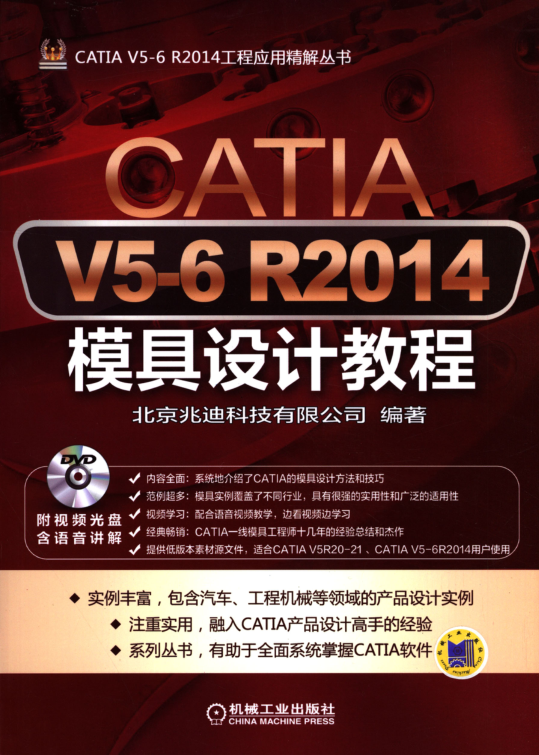 CATIA V5-6 R2014工程应用精解丛书
CATIA
V5-6 R2014
模具设计教程
北京兆迪科技有限公司 编著
DVD
附视频光盘
含语音讲解
✓ 内容全面：系统地介绍了CATIA的模具设计方法和技巧
✓ 范例超多：模具实例覆盖了不同行业，具有很强的实用性和广泛的适用性
✓ 视频学习：配合语音视频教学，边看视频边学习
✓ 经典畅销：CATIA一线模具工程师十几年的经验总结和杰作
✓ 提供低版本素材源文件，适合CATIA V5R20-21、CATIA V5-6R2014用户使用
◆ 实例丰富，包含汽车、工程机械等领域的产品设计实例
◆ 注重实用，融入CATIA产品设计高手的经验
◆ 系列丛书，有助于全面系统掌握CATIA软件
机械工业出版社
CHINA MACHINE PRESS